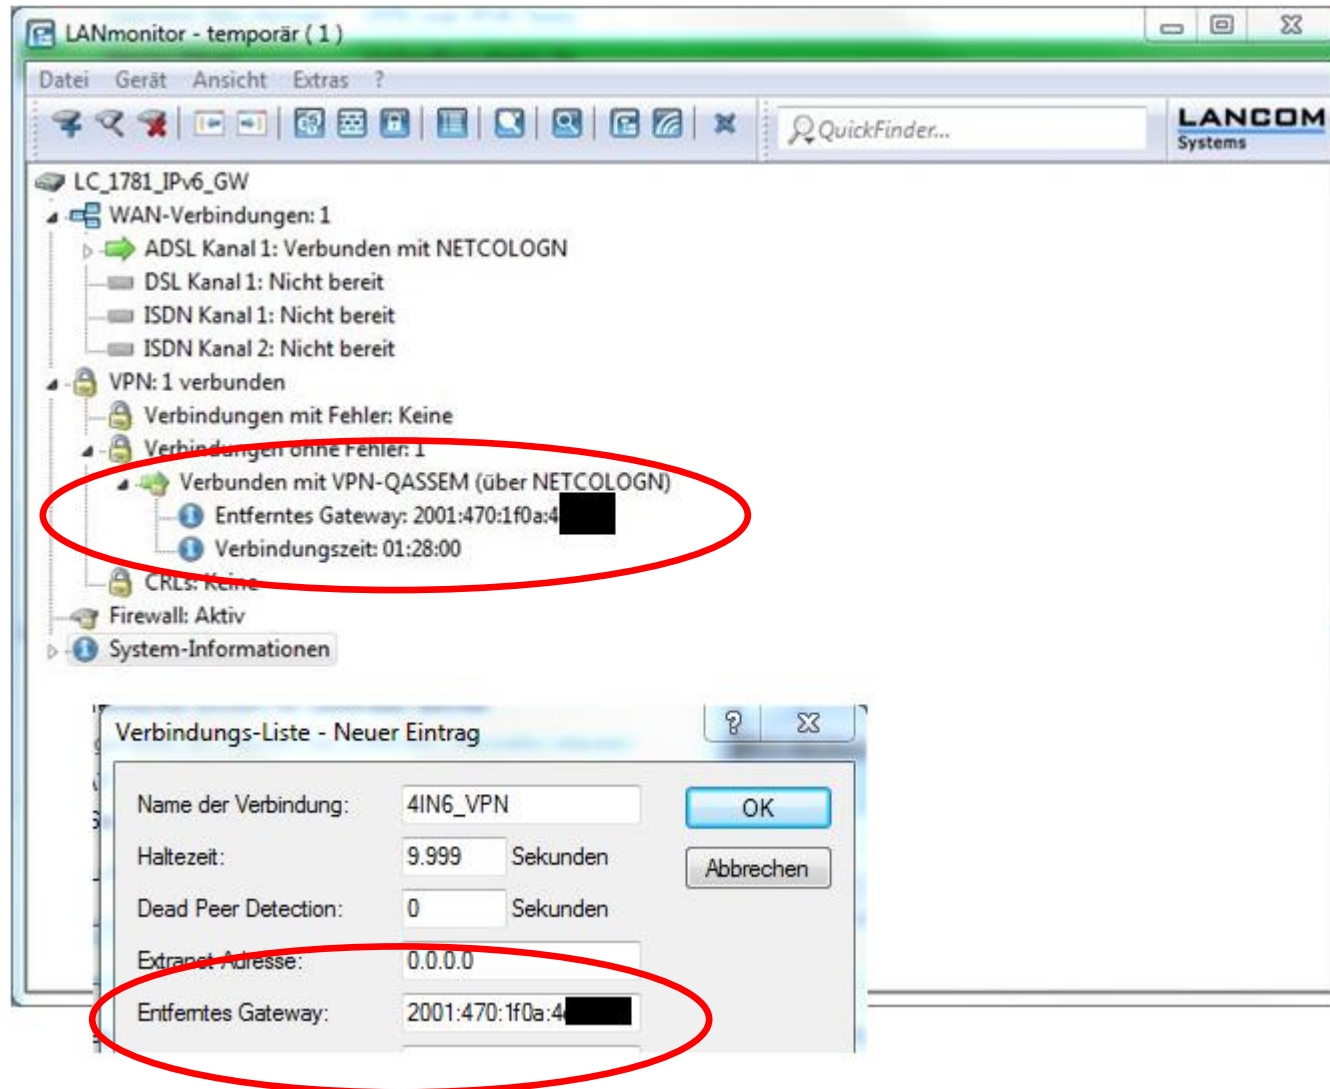 LANmonitor - temporär ( 1 )
Datei Gerät Ansicht Extras ?
QuickFinder...
LANCOM
Systems
LC_1781_IPv6_GW
WAN-Verbindungen: 1
ADSL Kanal 1: Verbunden mit NETCOLOGN
DSL Kanal 1: Nicht bereit
ISDN Kanal 1: Nicht bereit
ISDN Kanal 2: Nicht bereit
VPN: 1 verbunden
Verbindungen mit Fehler: Keine
Verbindungen ohne Fehler: 1
Verbunden mit VPN-QASSEM (über NETCOLOGN)
Entferntes Gateway: 2001:470:1f0a:4
Verbindungszeit: 01:28:00
CRLs: Keine
Firewall: Aktiv
System-Informationen
Verbindungs-Liste - Neuer Eintrag
Name der Verbindung: 4IN6_VPN
OK
Haltezeit: 9.999 Sekunden
Abbrechen
Dead Peer Detection: 0 Sekunden
Extranet Adresse: 0.0.0.0
Entferntes Gateway: 2001:470:1f0a:4